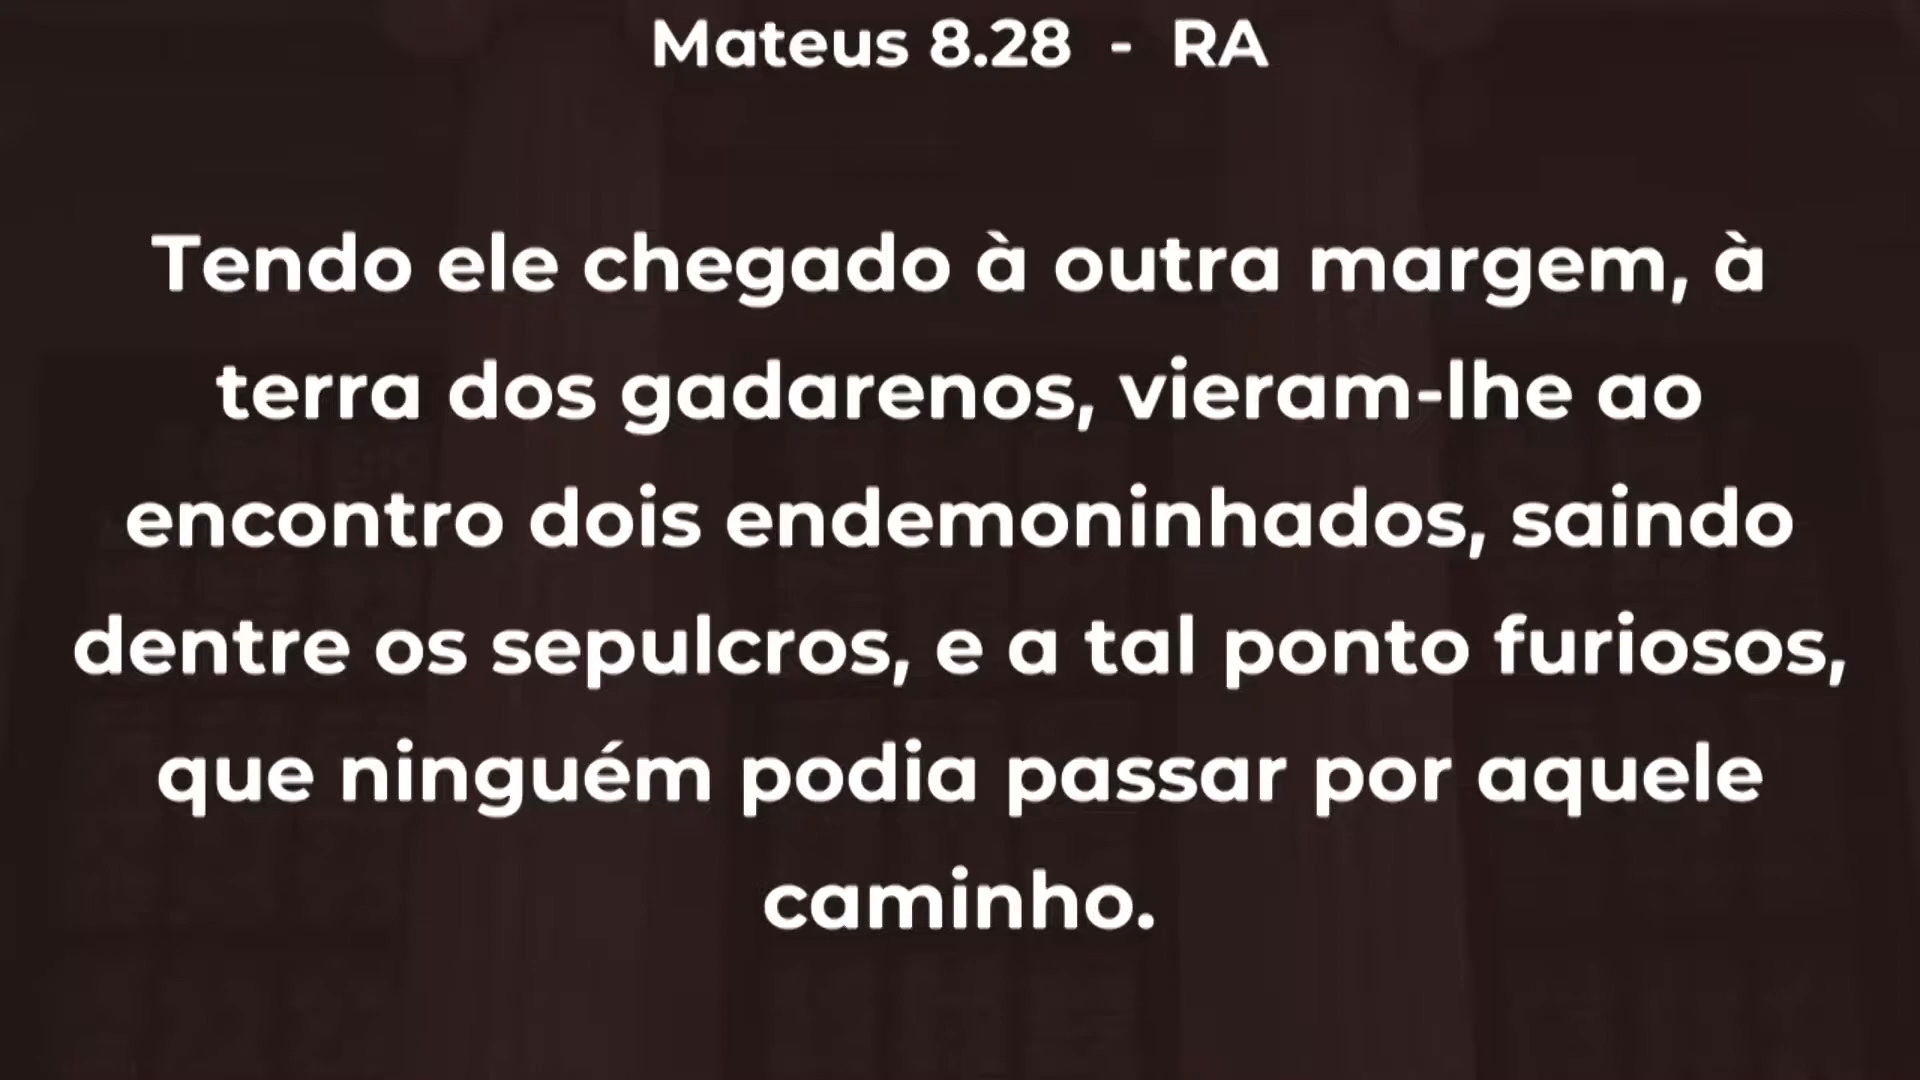 Mateus 8.28 - RA
Tendo ele chegado à outra margem, à
terra dos gadarenos, vieram-lhe ao
encontro dois endemoninhados, saindo
dentre os sepulcros, e a tal ponto furiosos,
que ninguém podia passar por aquele
caminho.